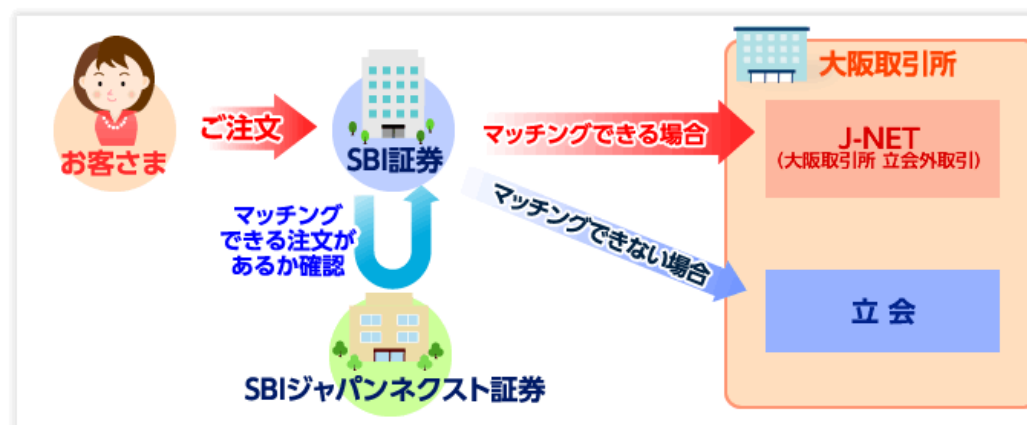 大阪取引所
お客さま
ご注文
SBI証券
マッチングできる場合
J-NET
(大阪取引所 立会外取引)
マッチングできない場合
マッチング
できる注文が
あるか確認
立会
SBIジャパンネクスト証券